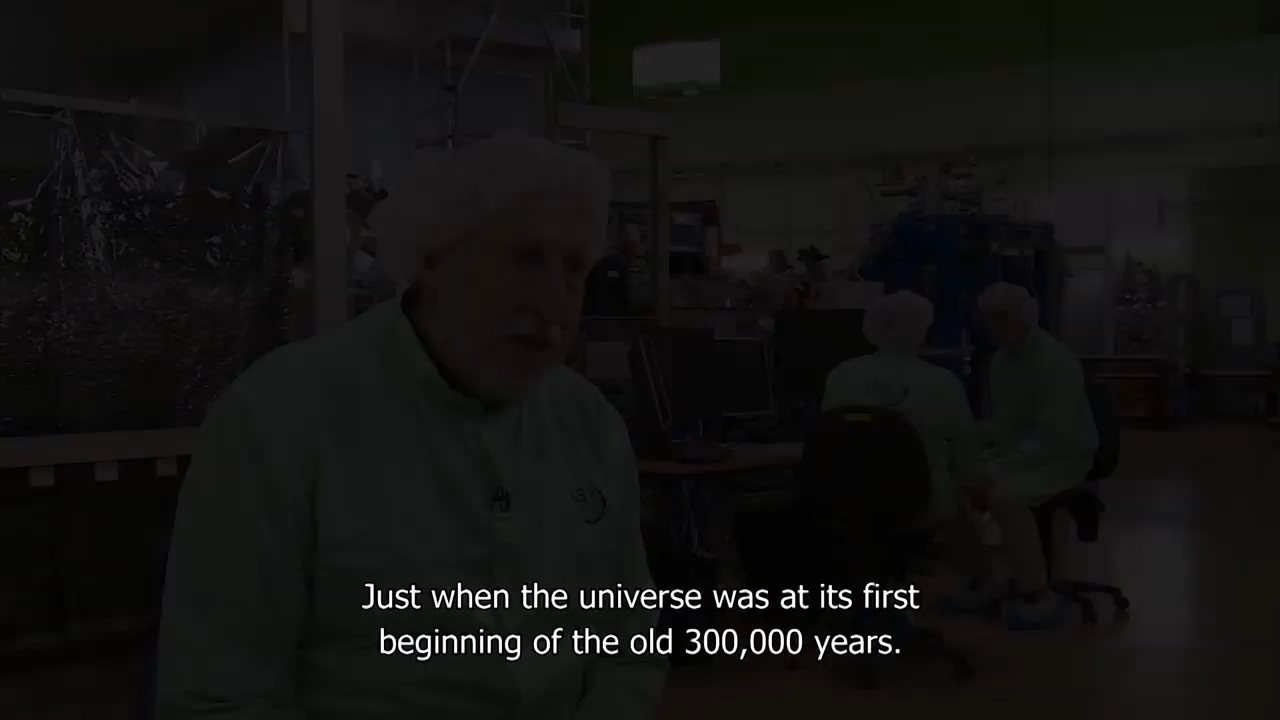 Just when the universe was at its first
beginning of the old 300,000 years.